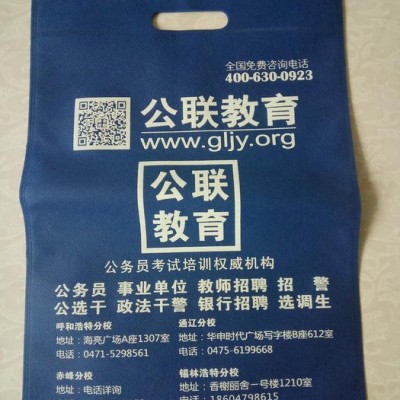 全国免费咨询电话
400-630-0923
公联教育
www.gljy.org
公联
教育
公务员考试培训权威机构
公务员 事业单位 教师招聘 招 警
公选干 政法干警 银行招聘 选调生
呼和浩特分校
地址：海亮广场A座1307室
电话：0471-5298561
通辽分校
地址：华申时代广场写字楼B座612室
电话：0475-6199668
赤峰分校
地址：电话详询
锡林浩特分校
地址：香榭丽舍一号楼1210室
18604798615